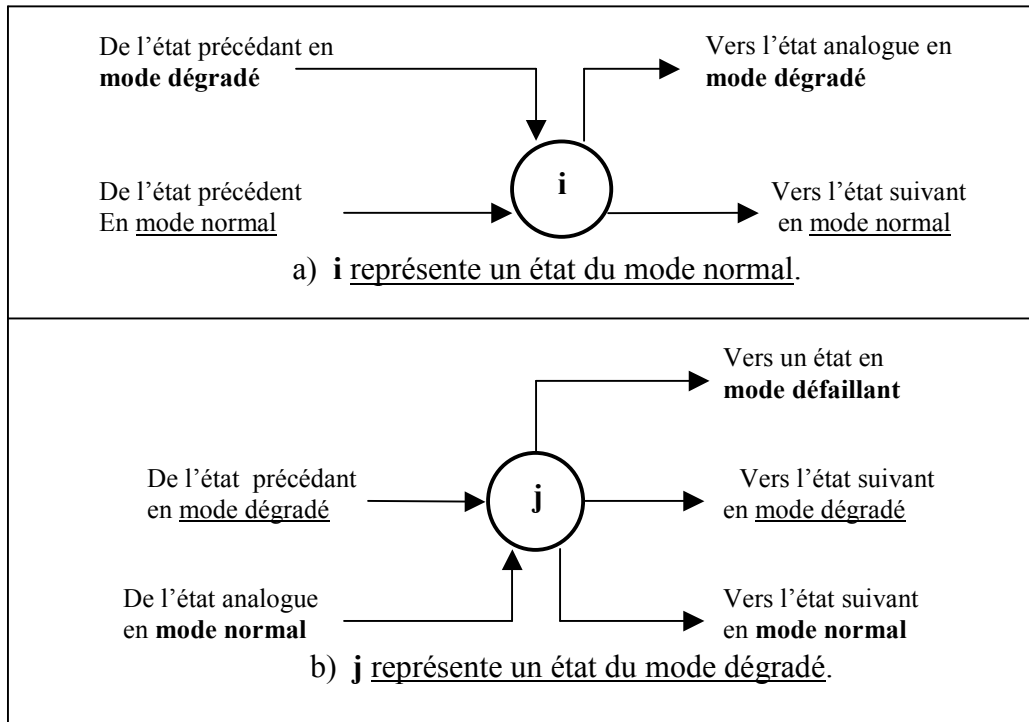 De l’état précédant en
mode dégradé
Vers l’état analogue en
mode dégradé
i
De l’état précédent
En mode normal
Vers l’état suivant
en mode normal
a) i représente un état du mode normal.
Vers un état en
mode défaillant
De l’état précédant
en mode dégradé
j
Vers l’état suivant
en mode dégradé
De l’état analogue
en mode normal
Vers l’état suivant
en mode normal
b) j représente un état du mode dégradé.